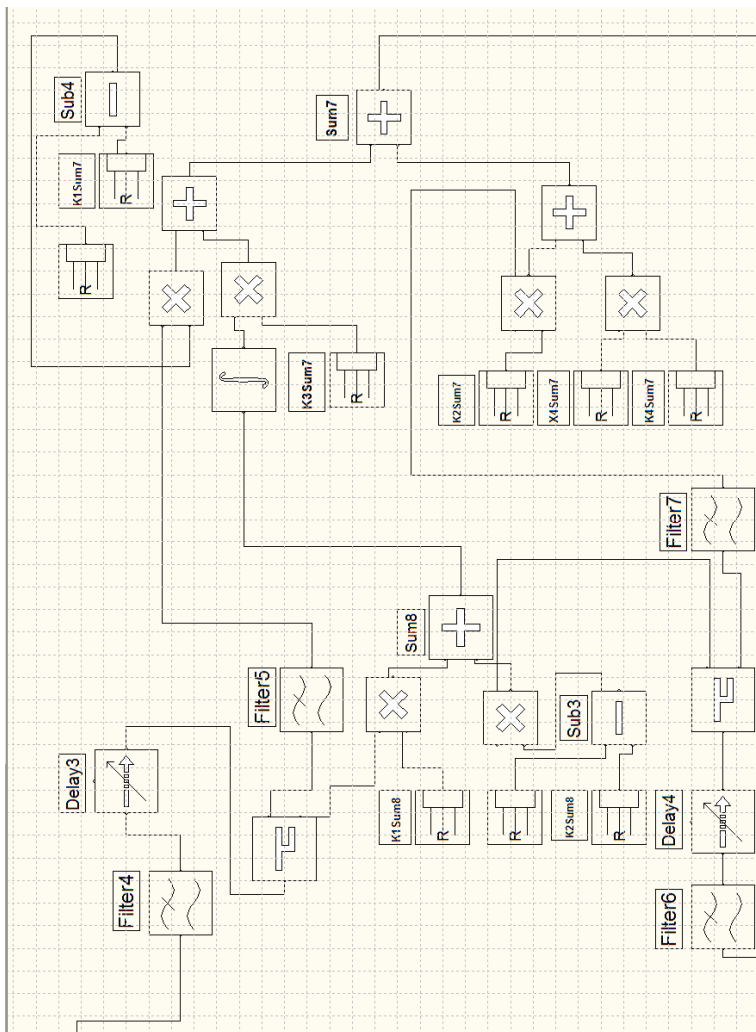 Sub4
K1Sum7
R
R
Sum7
K3Sum7
R
K2Sum7
R
X4Sum7
R
K4Sum7
R
Filter7
Sum8
Filter5
Sub3
Delay3
K1Sum8
R
R
K2Sum8
R
Delay4
Filter4
Filter6